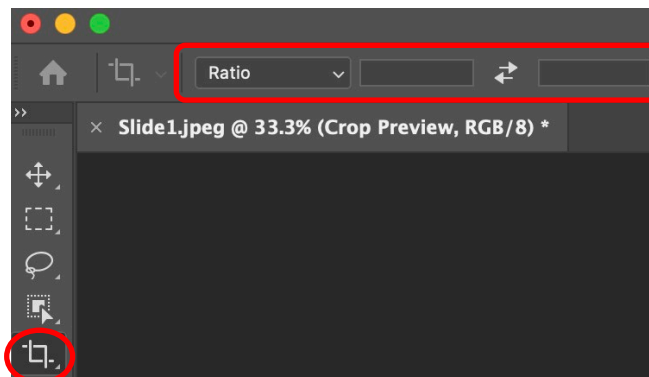 Ratio
Slide1.jpeg @ 33.3% (Crop Preview, RGB/8) *